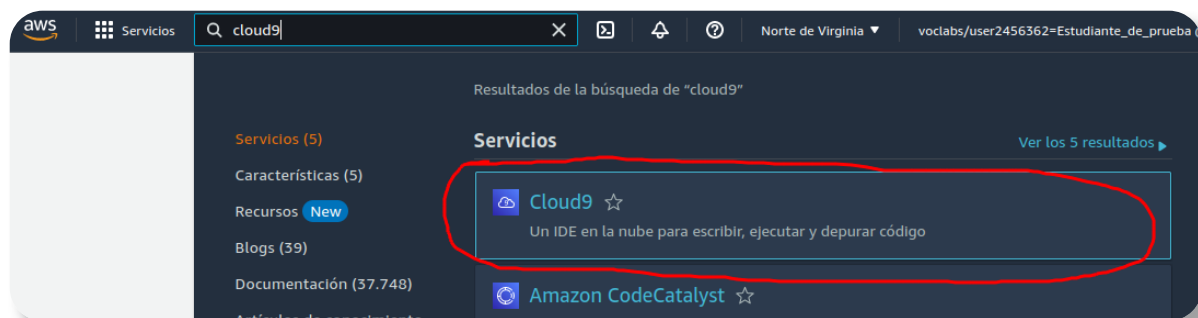 aws
Servicios
cloud9
Norte de Virginia ▼
voclabs/user2456362=Estudiante_de_prueba
Resultados de la búsqueda de "cloud9"
Servicios (5)
Características (5)
Recursos New
Blogs (39)
Documentación (37.748)
Servicios
Ver los 5 resultados ▶
Cloud9
Un IDE en la nube para escribir, ejecutar y depurar código
Amazon CodeCatalyst